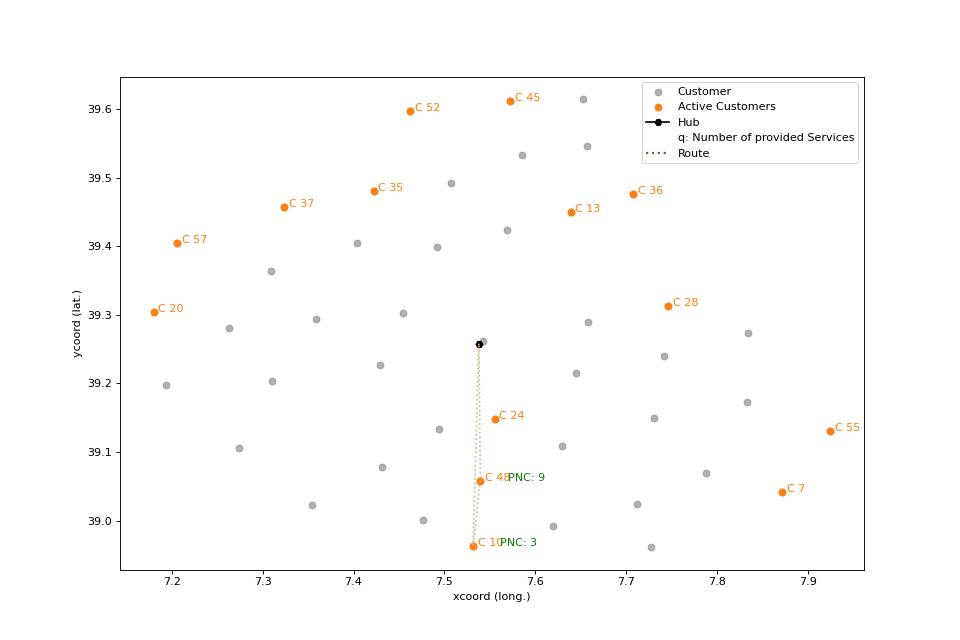 Customer
Active Customers
Hub
q: Number of provided Services
Route
C 52
C 45
C 35
C 36
C 37
C 13
C 57
C 20
C 28
C 24
C 55
C 48 PNC: 9
C 7
C 10 PNC: 3
39.6
39.5
39.4
39.3
39.2
39.1
39.0
ycoord (lat.)
7.2 7.3 7.4 7.5 7.6 7.7 7.8 7.9
xcoord (long.)